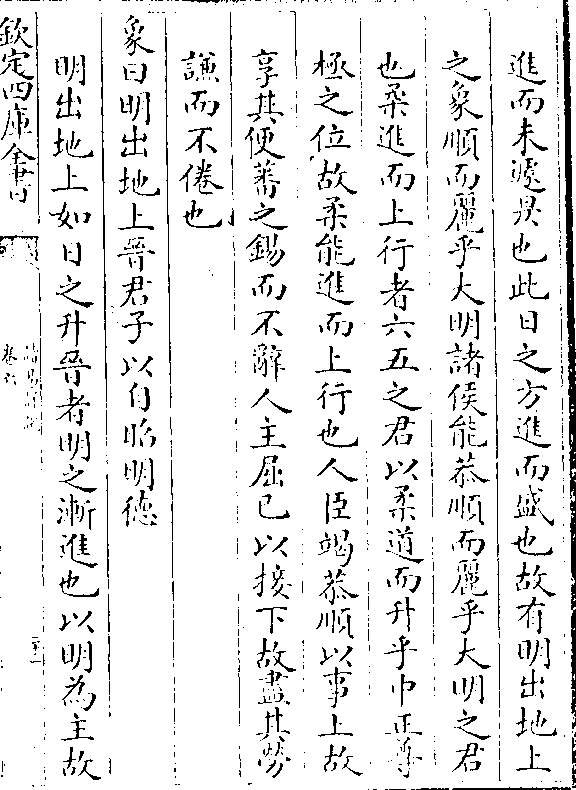 進而未遽昃也此日之方進而盛也故有明出地上
之象順而麗乎大明諸侯能恭順而麗乎大明之君
也柔進而上行者六五之君以柔道而升乎中正尊
極之位故柔能進而上行也人臣竭恭順以事上故
享其便蕃之錫而不辭人主屈已以接下故盡其勞
謙而不倦也
象曰明出地上晉君子以自昭明德
明出地上如日之升晉者明之漸進也以明為主故
欽定四庫全書
卷六